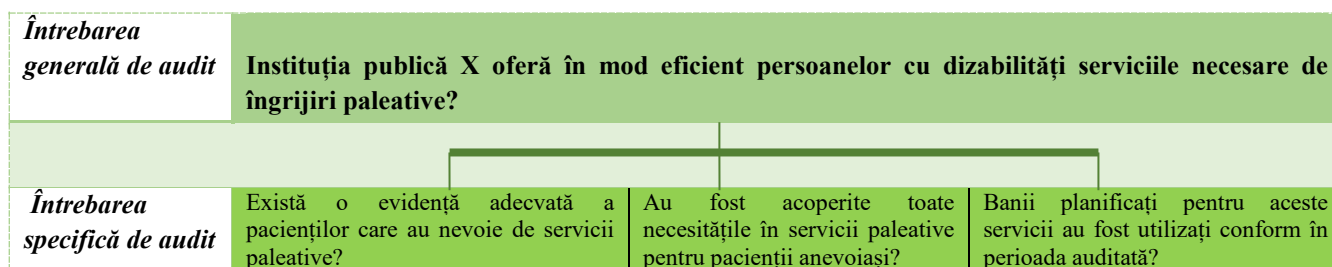 Întrebarea
generală de audit
Instituția publică X oferă în mod eficient persoanelor cu dizabilități serviciile necesare de
îngrijiri paleative?
Întrebarea
specifică de audit
Există o evidență adecvată a
pacienților care au nevoie de servicii
paleative?
Au fost acoperite toate
necesitățile în servicii paleative
pentru pacienții anevoiași?
Banii planificați pentru aceste
servicii au fost utilizați conform în
perioada auditată?